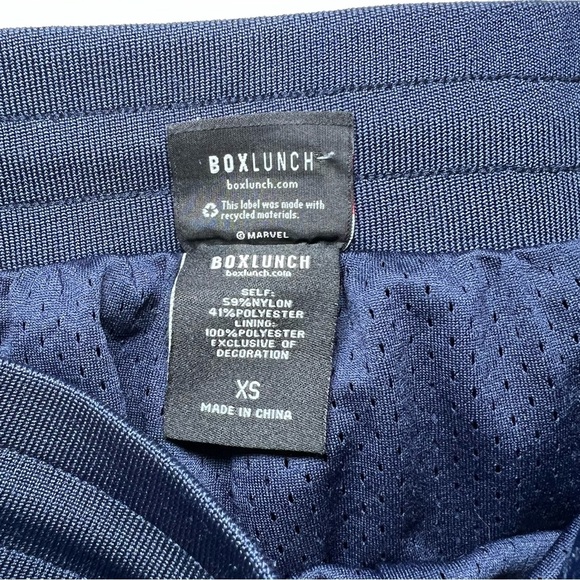 BOXLUNCH
boxlunch.com
This label was made with
recycled materials.
© MARVEL
BOXLUNCH
boxlunch.com
SELF:
59%NYLON
41%POLYESTER
LINING:
100%POLYESTER
EXCLUSIVE OF
DECORATION
XS
MADE IN CHINA